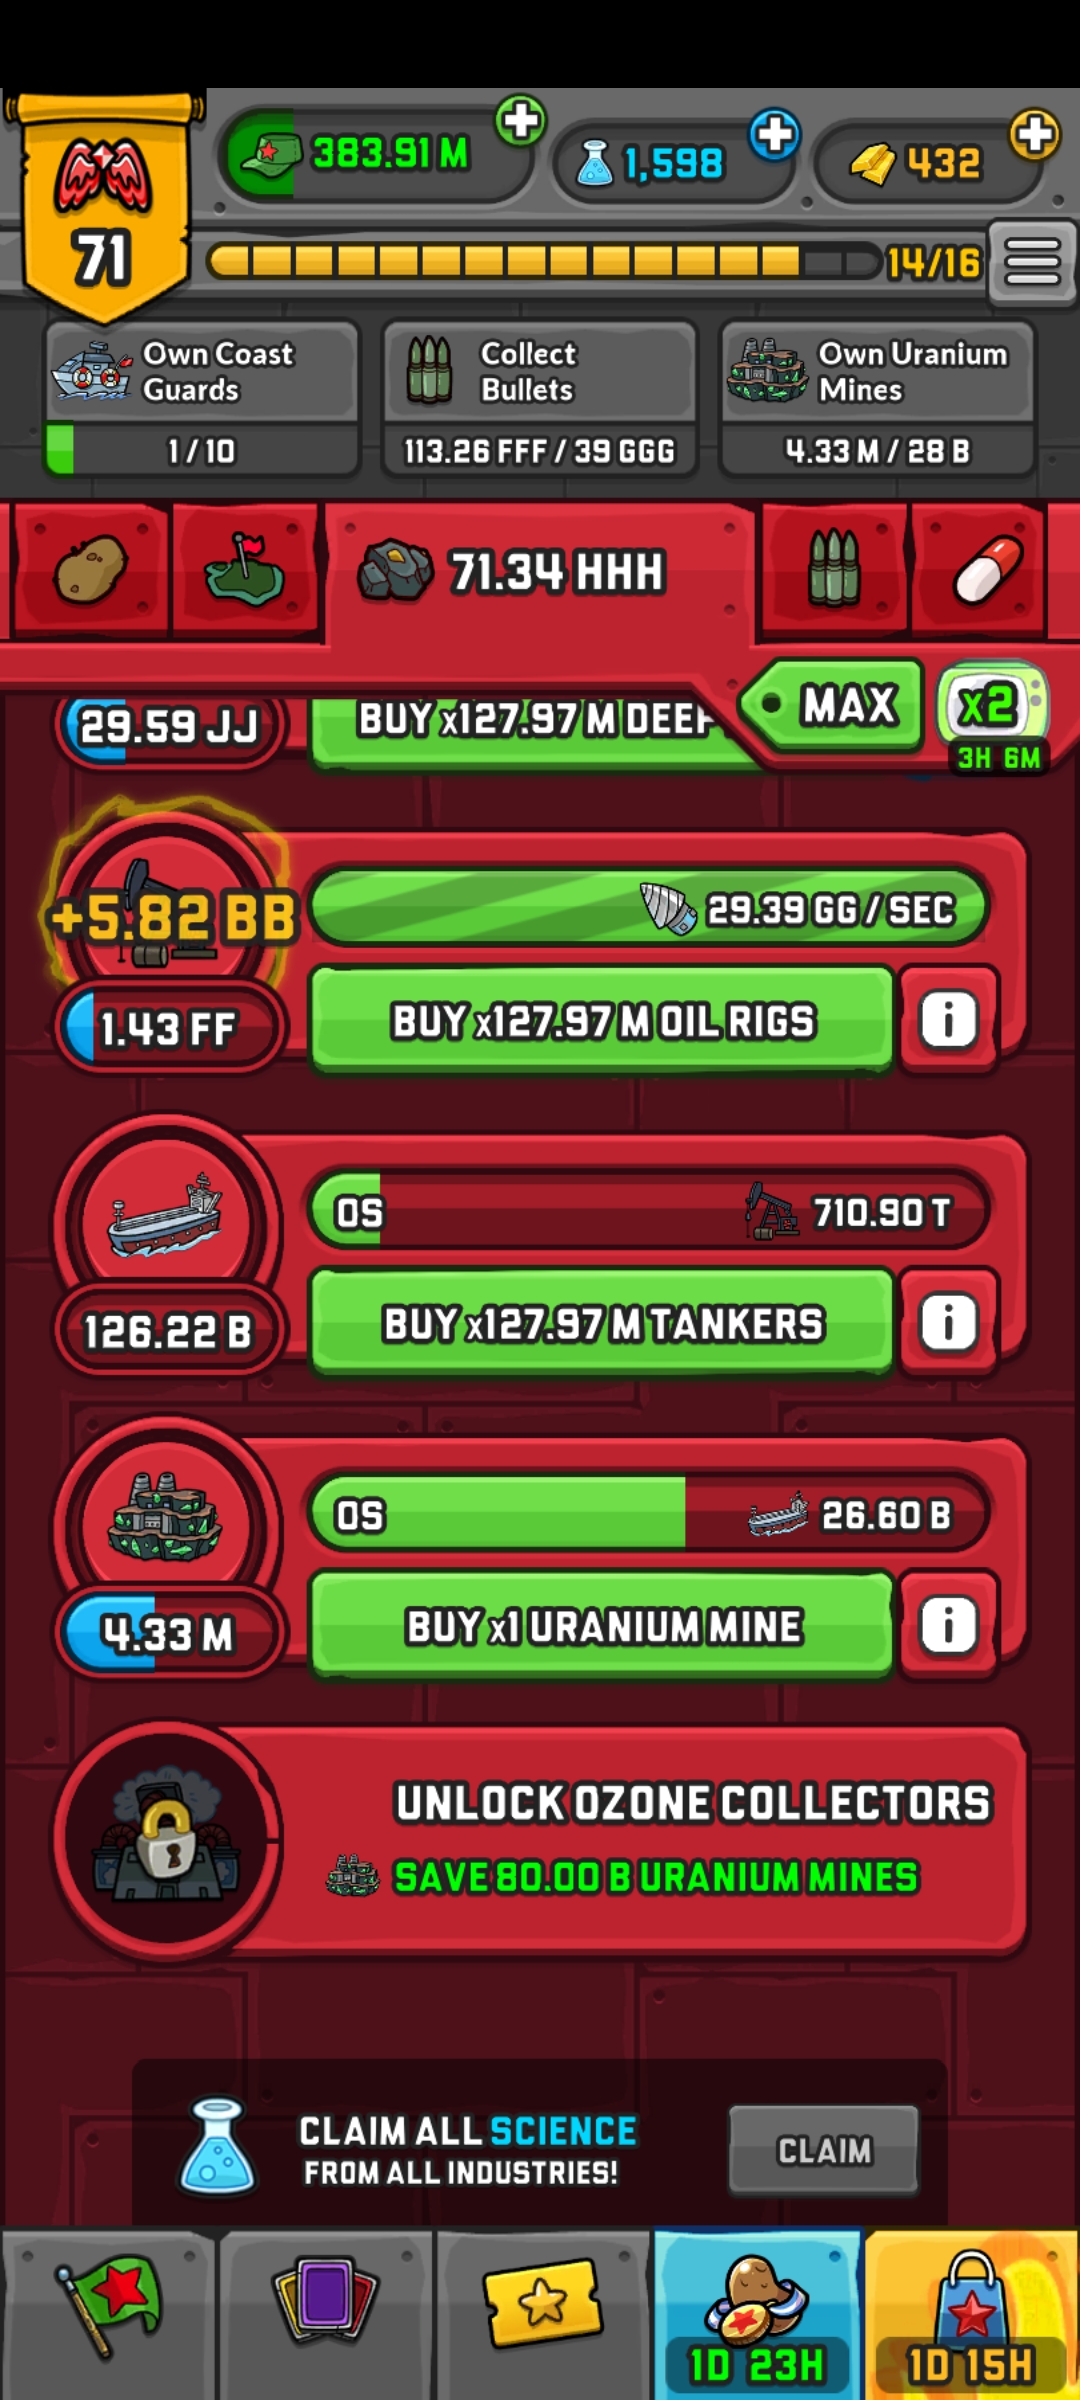 71
383.91 M
1,598
432
14/16
Own Coast
Guards
1 / 10
Collect
Bullets
113.26 FFF / 39 GGG
Own Uranium
Mines
4.33 M / 28 B
71.34 HHH
MAX
x2
3H 6M
29.59 JJ
BUY x127.97 M DEEP
+5.82 BB
29.39 GG / SEC
1.43 FF
BUY x127.97 M OIL RIGS
i
0S
710.90 T
126.22 B
BUY x127.97 M TANKERS
i
0S
26.60 B
4.33 M
BUY x1 URANIUM MINE
i
UNLOCK OZONE COLLECTORS
SAVE 80.00 B URANIUM MINES
CLAIM ALL SCIENCE
FROM ALL INDUSTRIES!
CLAIM
1D 23H
1D 15H